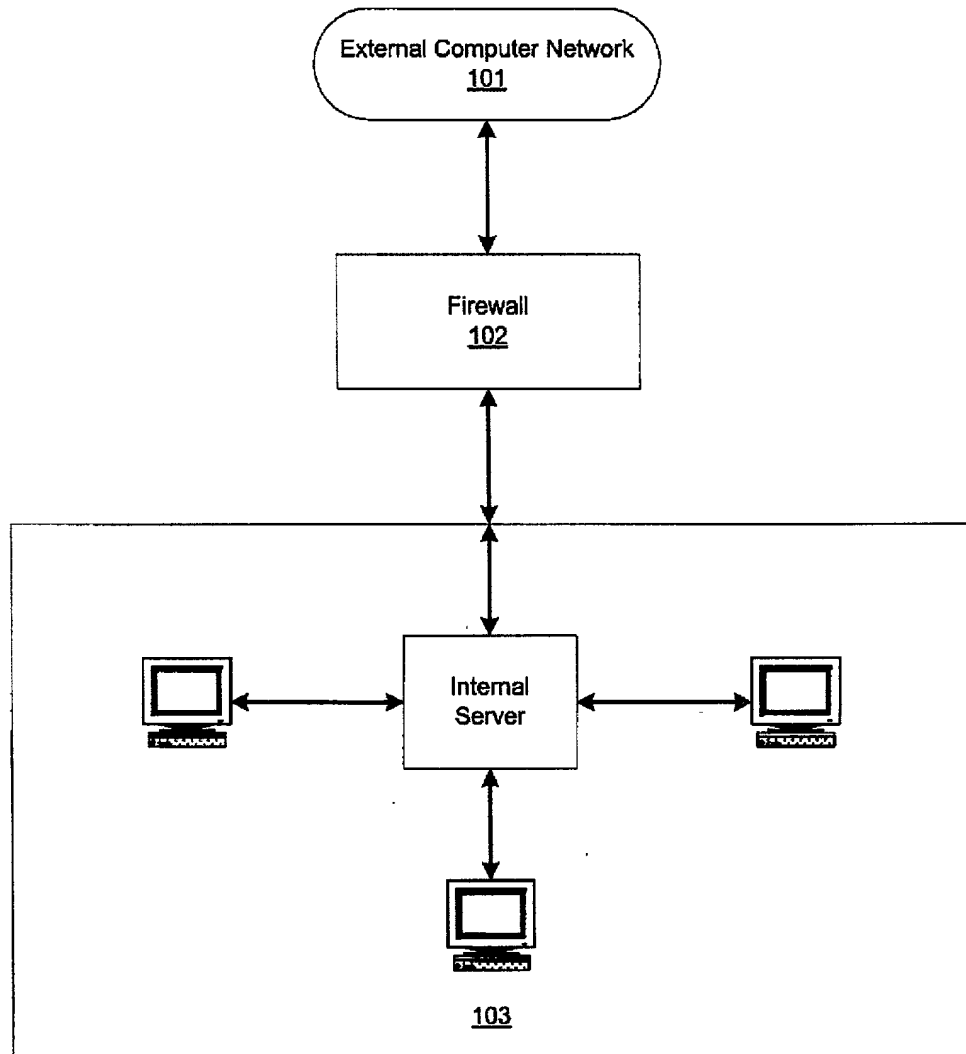 External Computer Network
101
Firewall
102
Internal
Server
103